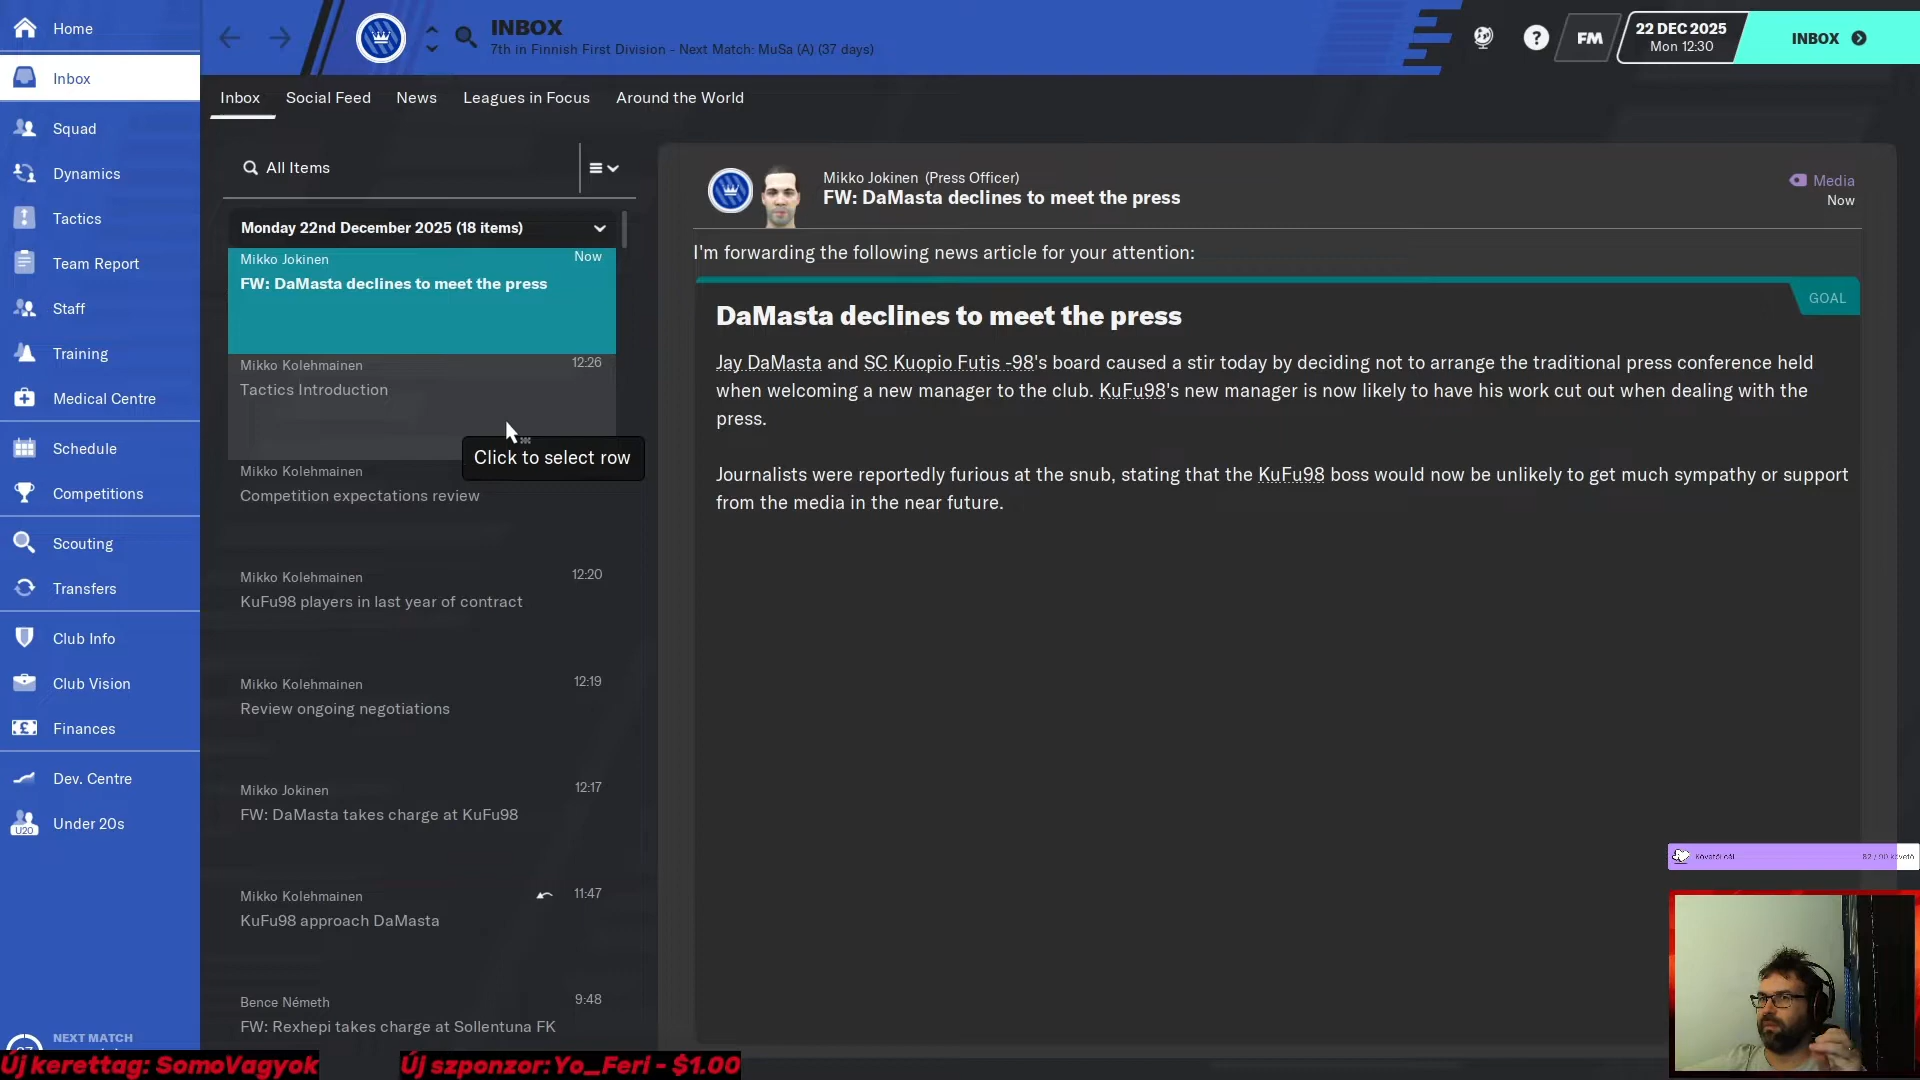 Home
Inbox
Squad
Dynamics
Tactics
Team Report
Staff
Training
Medical Centre
Schedule
Competitions
Scouting
Transfers
Club Info
Club Vision
Finances
Dev. Centre
U20
Under 20s
NEXT MATCH
INBOX
7th in Finnish First Division - Next Match: MuSa (A) (37 days)
?
FM
22 DEC 2025
Mon 12:30
INBOX
Inbox
Social Feed
News
Leagues in Focus
Around the World
All Items
Monday 22nd December 2025 (18 items)
Mikko Jokinen
Now
FW: DaMasta declines to meet the press
Mikko Kolehmainen
12:26
Tactics Introduction
Click to select row
Mikko Kolehmainen
Competition expectations review
Mikko Kolehmainen
12:20
KuFu98 players in last year of contract
Mikko Kolehmainen
12:19
Review ongoing negotiations
Mikko Jokinen
12:17
FW: DaMasta takes charge at KuFu98
Mikko Kolehmainen
11:47
KuFu98 approach DaMasta
Bence Németh
9:48
FW: Rexhepi takes charge at Sollentuna FK
Mikko Jokinen (Press Officer)
FW: DaMasta declines to meet the press
Media
Now
I'm forwarding the following news article for your attention:
GOAL
DaMasta declines to meet the press
Jay DaMasta and SC Kuopio Futis -98's board caused a stir today by deciding not to arrange the traditional press conference held
when welcoming a new manager to the club. KuFu98's new manager is now likely to have his work cut out when dealing with the
press.
Journalists were reportedly furious at the snub, stating that the KuFu98 boss would now be unlikely to get much sympathy or support
from the media in the near future.
Követői cél
82 / 90 követő
Új kerettag: SomoVagyok
Új szponzor: Yo_Feri - $1.00